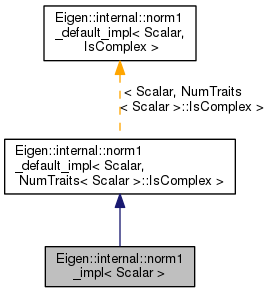 Eigen::internal::norm1
_default_impl< Scalar,
IsComplex >
< Scalar, NumTraits
< Scalar >::IsComplex >
Eigen::internal::norm1
_default_impl< Scalar,
NumTraits< Scalar >::IsComplex >
Eigen::internal::norm1
_impl< Scalar >